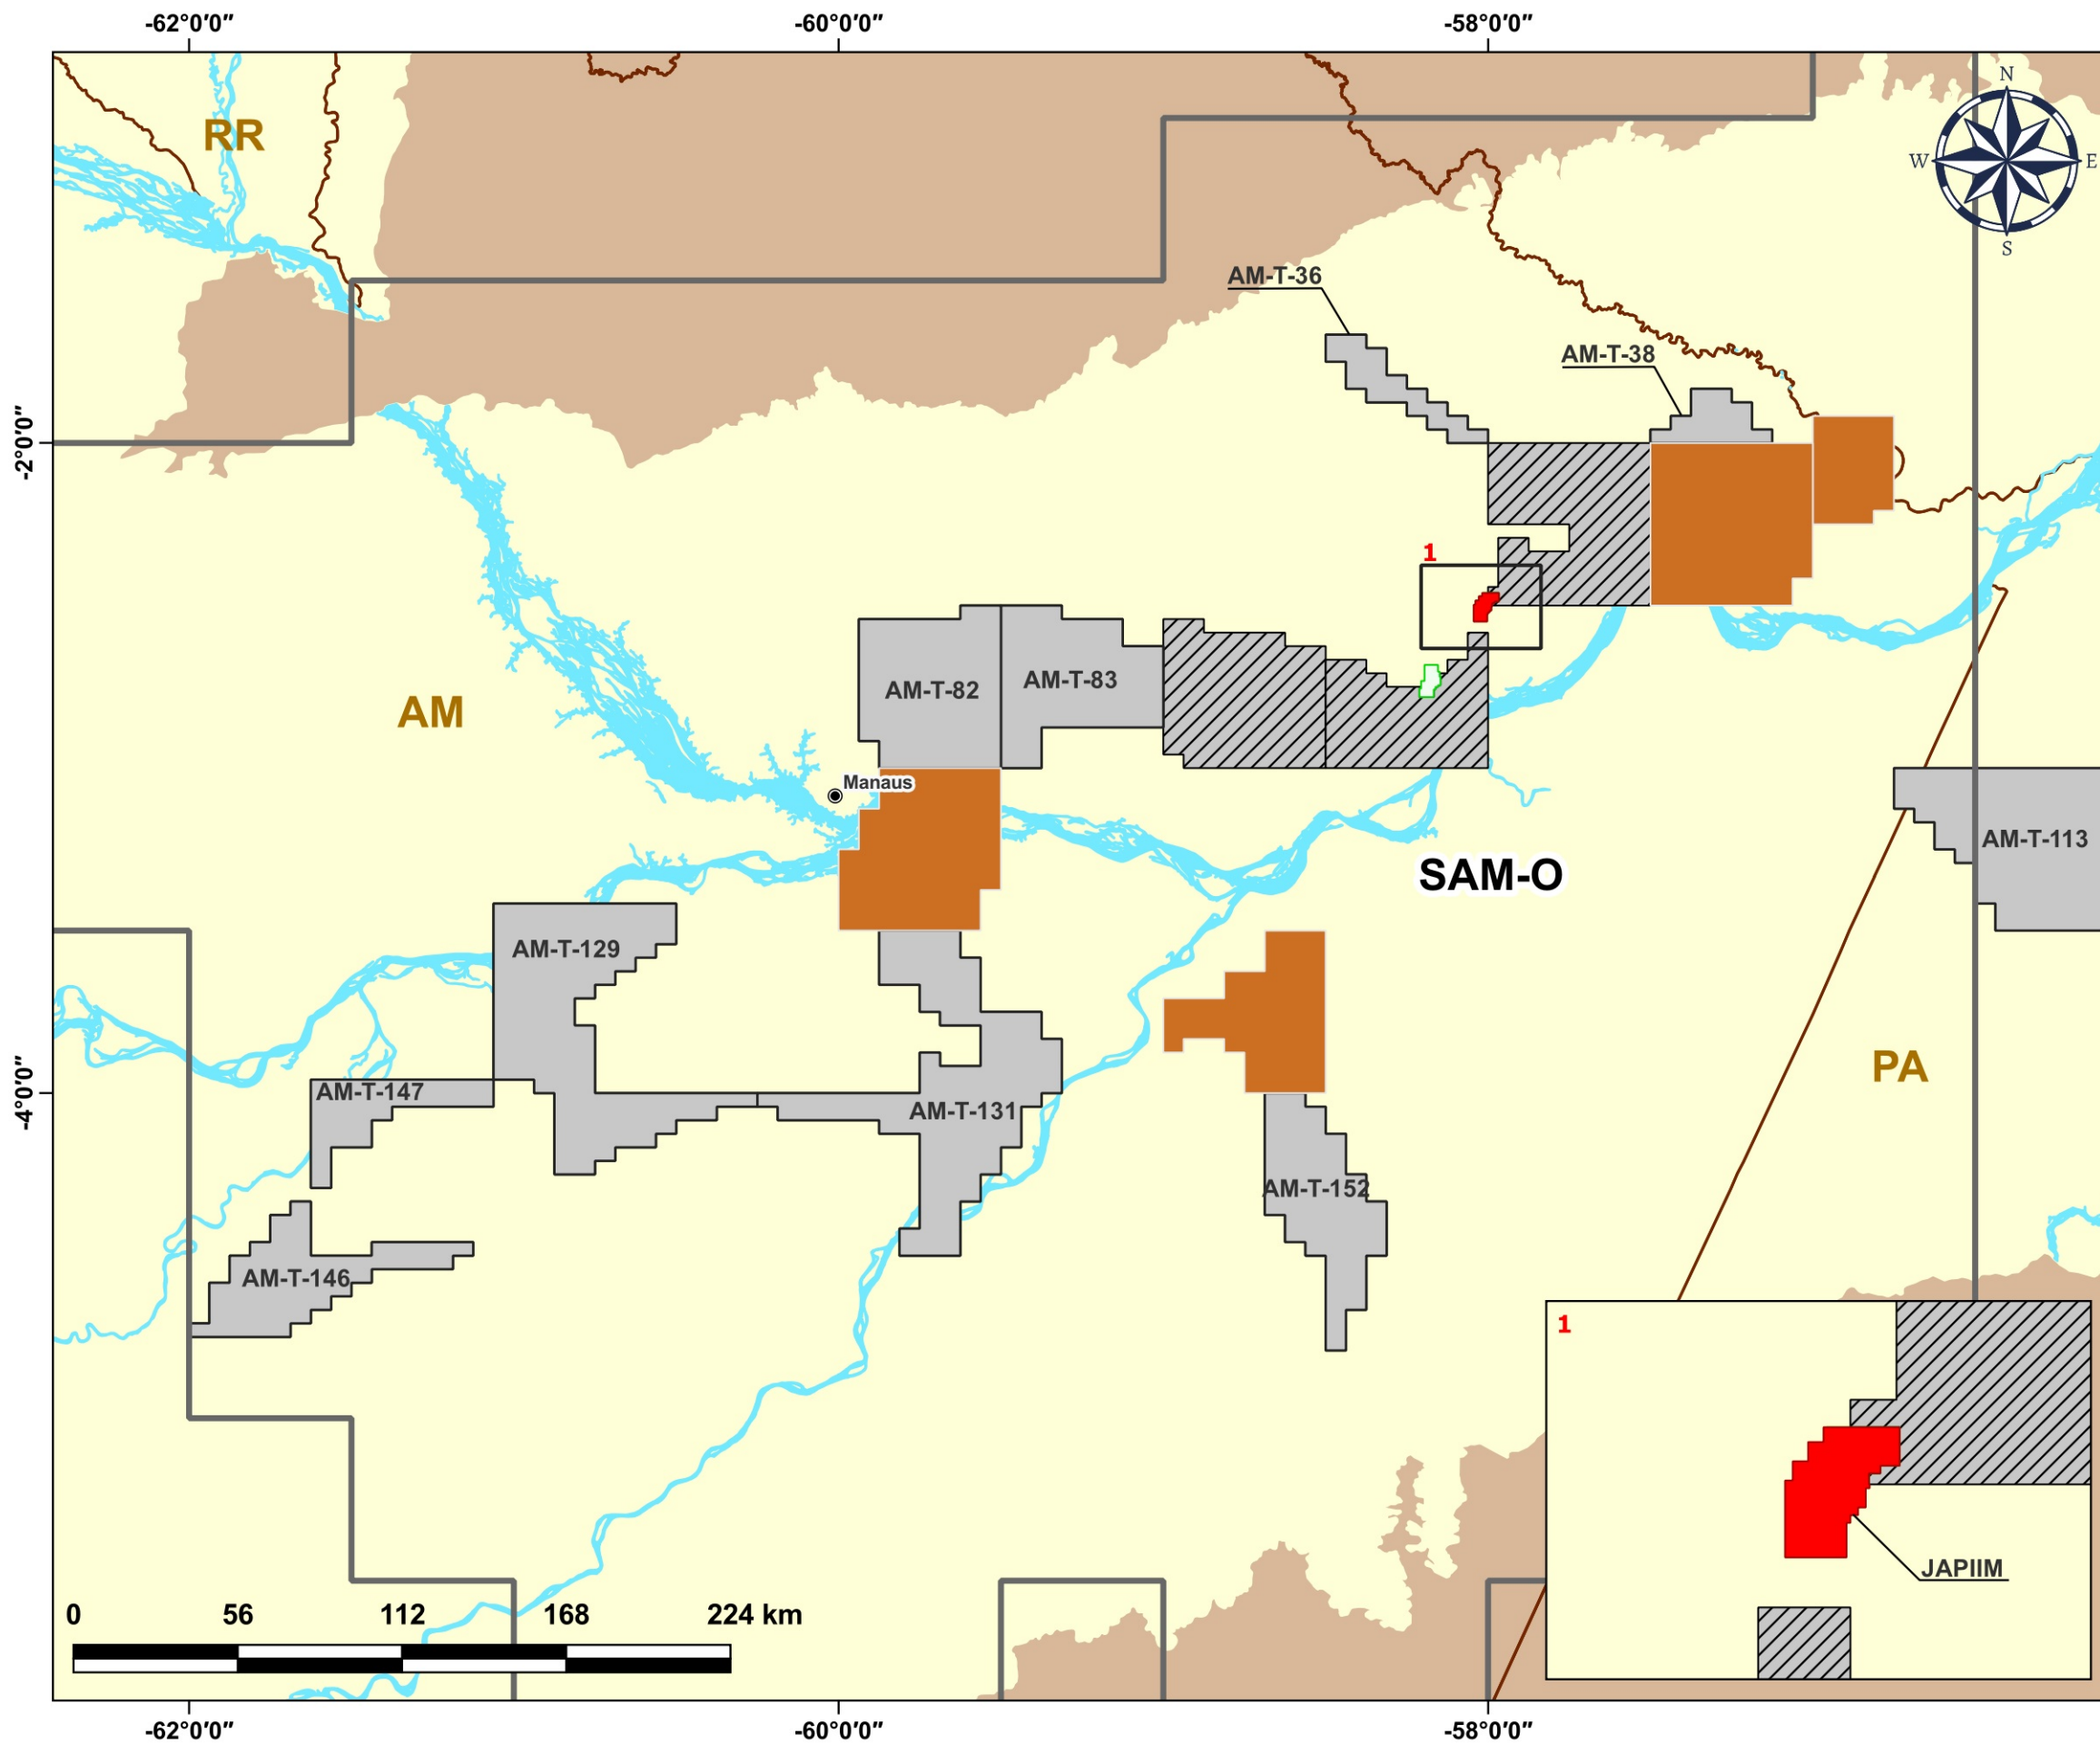 -62°0'0" -60°0'0" -58°0'0"
N
W E
S
RR
AM-T-36
AM-T-38
-2°0'0"
1
AM-T-82
AM-T-83
AM
Manaus
AM-T-113
SAM-O
AM-T-129
PA
-4°0'0"
AM-T-147
AM-T-131
AM-T-152
AM-T-146
1
JAPIIM
0 56 112 168 224 km
-62°0'0" -60°0'0" -58°0'0"